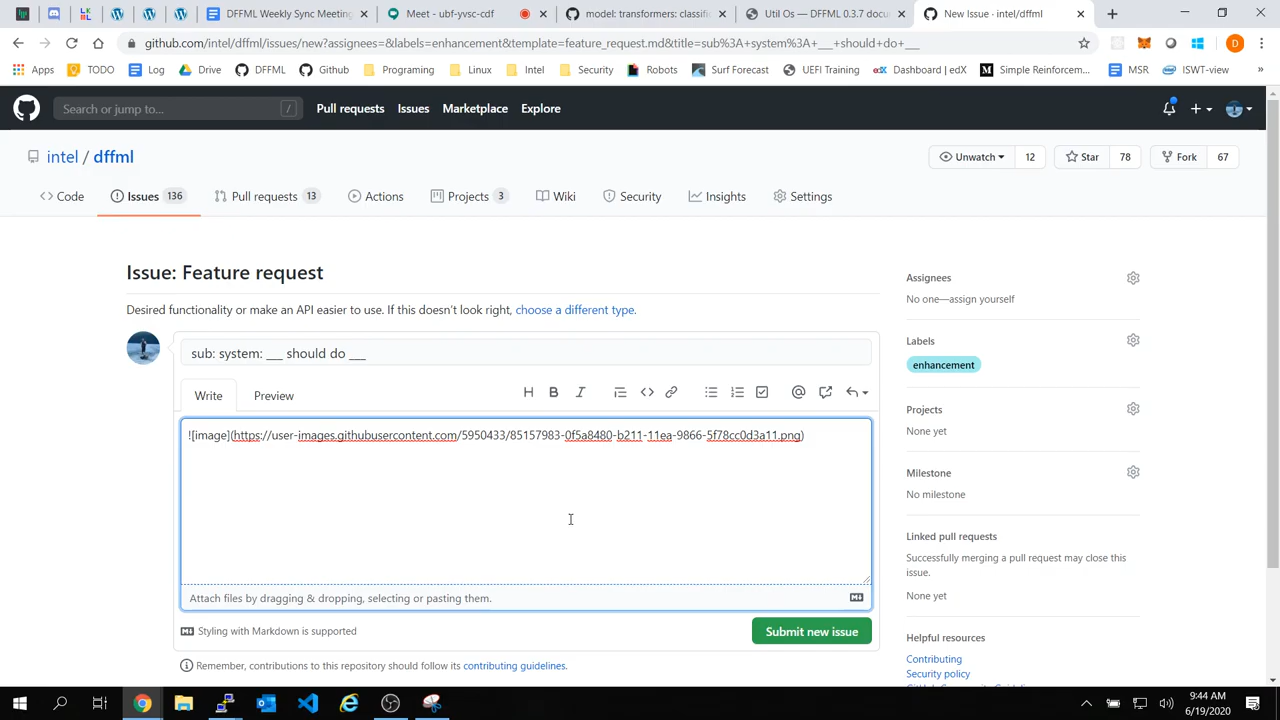 DFFML Weekly Sync Meeting
Meet - ubf-yvsc-cdf
model: transformers: classific
Util Os — DFFML 0.3.7 docu
New Issue · intel/dffml
github.com/intel/dffml/issues/new?assignees=&labels=enhancement&template=feature_request.md&title=sub%3A+system%3A+___+should+do+___
D
Apps
TODO
Log
Drive
DFFML
Github
Programming
Linux
Intel
Security
Robots
Surf Forecast
UEFI Training
Dashboard | edX
Simple Reinforcem...
MSR
ISWT-view
»
Search or jump to...
/
Pull requests
Issues
Marketplace
Explore
intel / dffml
Unwatch
12
Star
78
Fork
67
Code
Issues 136
Pull requests 13
Actions
Projects 3
Wiki
Security
Insights
Settings
Issue: Feature request
Desired functionality or make an API easier to use. If this doesn't look right, choose a different type.
sub: system: ___ should do ___
Write
Preview
![image](https://user-images.githubusercontent.com/5950433/85157983-0f5a8480-b211-11ea-9866-5f78cc0d3a11.png)
Attach files by dragging & dropping, selecting or pasting them.
Styling with Markdown is supported
Submit new issue
Remember, contributions to this repository should follow its contributing guidelines.
Assignees
No one—assign yourself
Labels
enhancement
Projects
None yet
Milestone
No milestone
Linked pull requests
Successfully merging a pull request may close this
issue.
None yet
Helpful resources
Contributing
Security policy
9:44 AM
6/19/2020